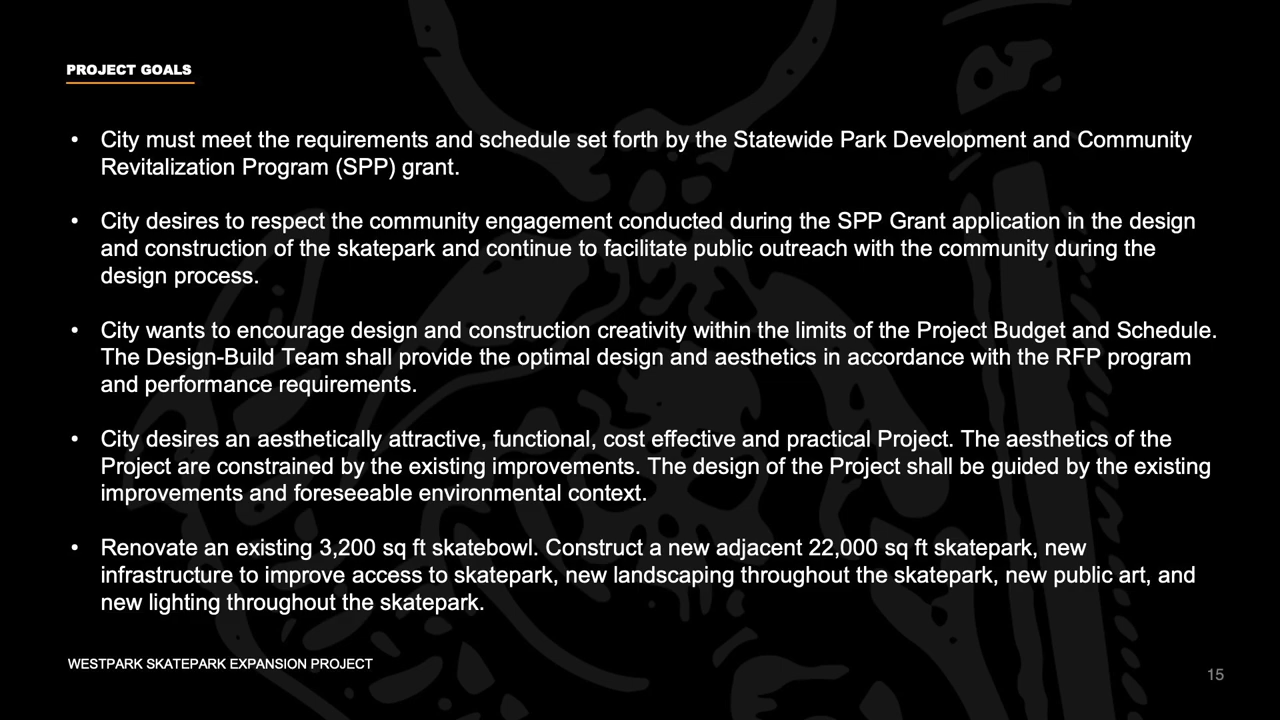 PROJECT GOALS
• City must meet the requirements and schedule set forth by the Statewide Park Development and Community
Revitalization Program (SPP) grant.
• City desires to respect the community engagement conducted during the SPP Grant application in the design
and construction of the skatepark and continue to facilitate public outreach with the community during the
design process.
• City wants to encourage design and construction creativity within the limits of the Project Budget and Schedule.
The Design-Build Team shall provide the optimal design and aesthetics in accordance with the RFP program
and performance requirements.
• City desires an aesthetically attractive, functional, cost effective and practical Project. The aesthetics of the
Project are constrained by the existing improvements. The design of the Project shall be guided by the existing
improvements and foreseeable environmental context.
• Renovate an existing 3,200 sq ft skatebowl. Construct a new adjacent 22,000 sq ft skatepark, new
infrastructure to improve access to skatepark, new landscaping throughout the skatepark, new public art, and
new lighting throughout the skatepark.
WESTPARK SKATEPARK EXPANSION PROJECT
15